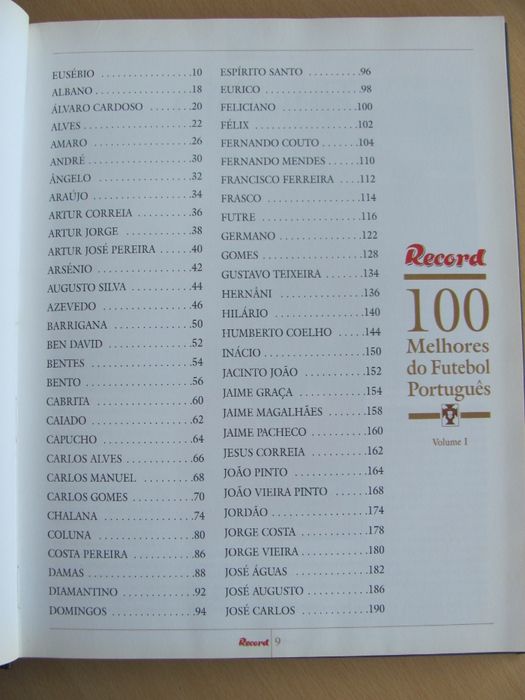 EUSÉBIO .................10
ALBANO ..................18
ÁLVARO CARDOSO .......20
ALVES ....................22
AMARO ..................26
ANDRÉ ...................30
ÂNGELO .................32
ARAÚJO ..................34
ARTUR CORREIA ..........36
ARTUR JORGE ............38
ARTUR JOSÉ PEREIRA .....40
ARSÉNIO .................42
AUGUSTO SILVA ..........44
AZEVEDO ................46
BARRIGANA ..............50
BEN DAVID ...............52
BENTES ..................54
BENTO ...................56
CABRITA .................60
CAIADO ..................62
CAPUCHO ................64
CARLOS ALVES ...........66
CARLOS MANUEL .........68
CARLOS GOMES ..........70
CHALANA ................74
COLUNA .................80
COSTA PEREIRA ..........86
DAMAS ...................88
DIAMANTINO ............92
DOMINGOS ..............94
ESPÍRITO SANTO .........96
EURICO ..................98
FELICIANO ..............100
FÉLIX ...................102
FERNANDO COUTO .......104
FERNANDO MENDES ......110
FRANCISCO FERREIRA ....112
FRASCO .................114
FUTRE ..................116
GERMANO ..............122
GOMES .................128
GUSTAVO TEIXEIRA ......134
HERNÂNI ...............136
HILÁRIO ................140
HUMBERTO COELHO .....144
INÁCIO .................150
JACINTO JOÃO ..........152
JAIME GRAÇA ...........154
JAIME MAGALHÃES ......158
JAIME PACHECO .........160
JESUS CORREIA ..........162
JOÃO PINTO ............164
JOÃO VIEIRA PINTO ......168
JORDÃO ................174
JORGE COSTA ...........178
JORGE VIEIRA ...........180
JOSÉ ÁGUAS .............182
JOSÉ AUGUSTO ..........186
JOSÉ CARLOS ............190
Record
100
Melhores
do Futebol
Português
Volume I
Record 9